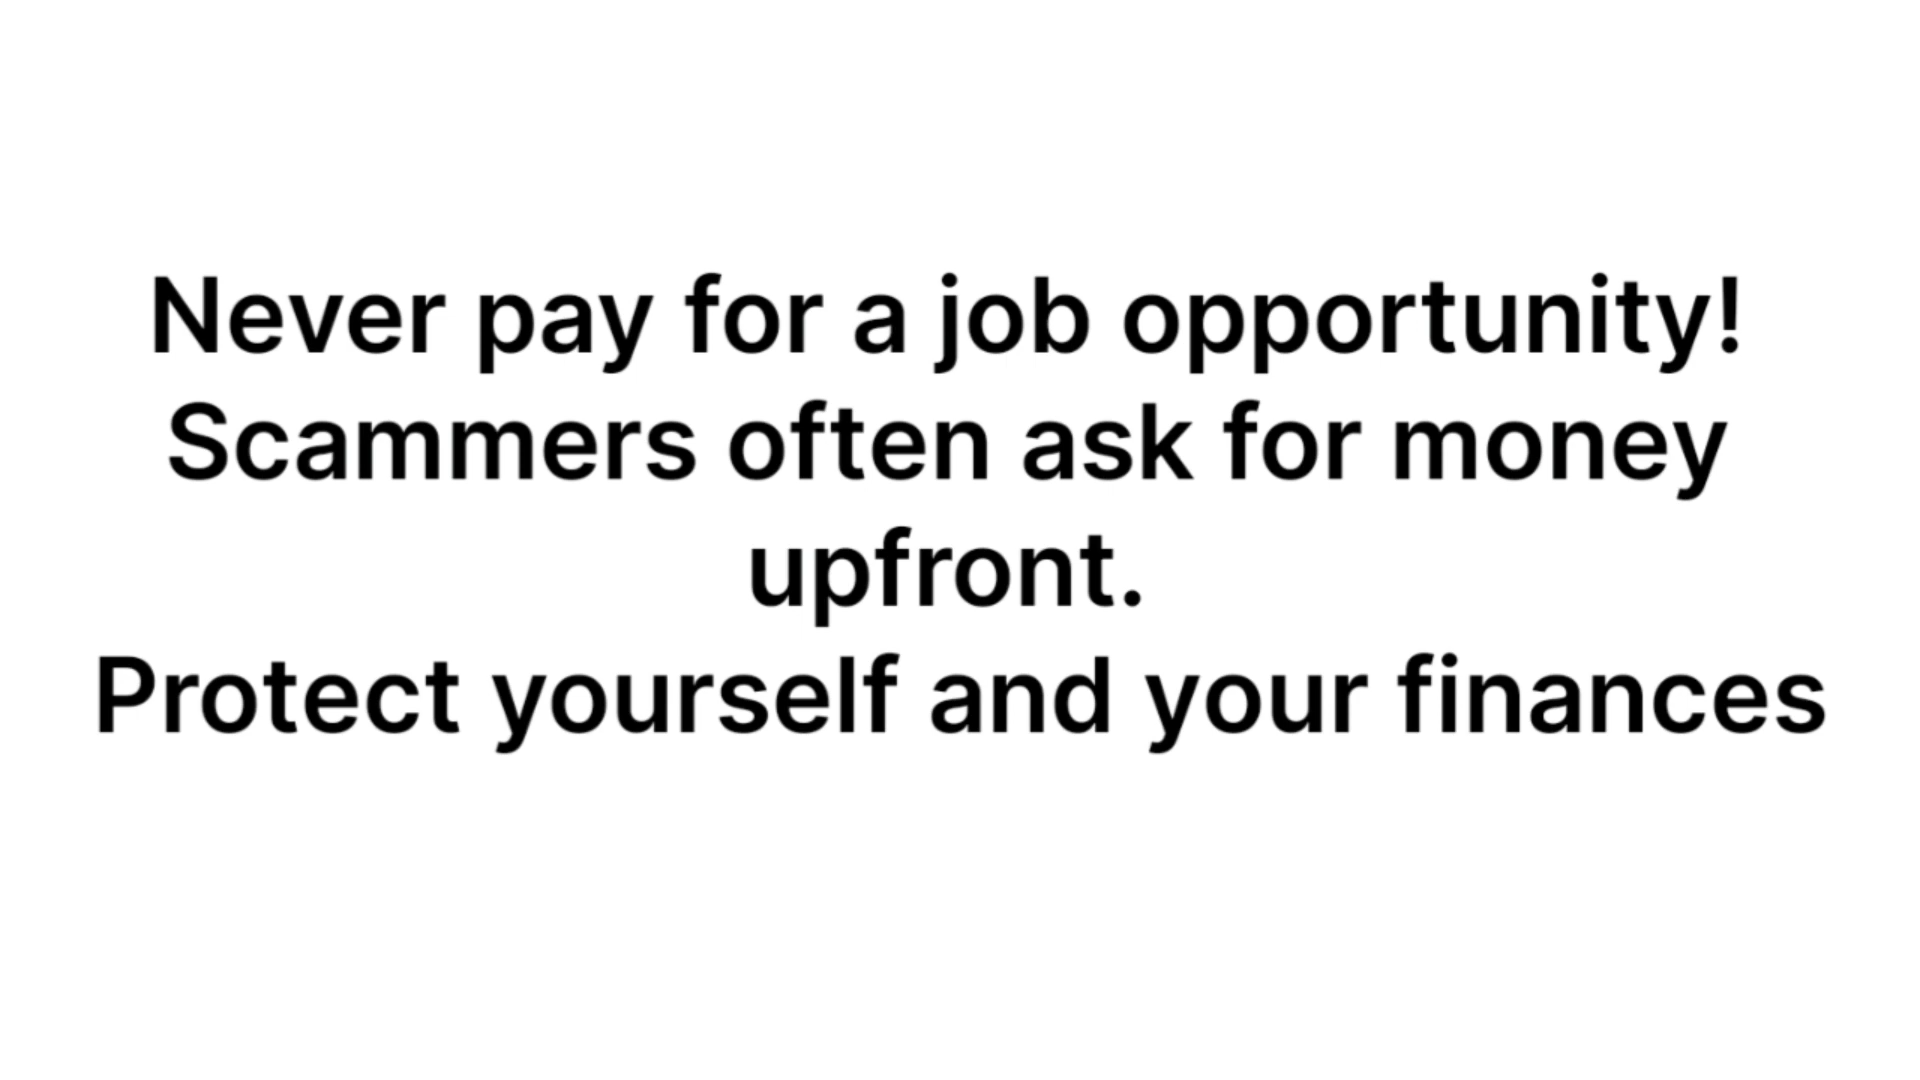 Never pay for a job opportunity!
Scammers often ask for money
upfront.
Protect yourself and your finances